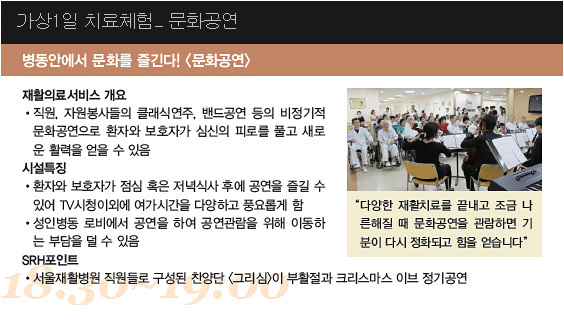 가상1일 치료체험_ 문화공연
병동안에서 문화를 즐긴다! <문화공연>
재활의료서비스 개요
• 직원, 자원봉사들의 클래식연주, 밴드공연 등의 비정기적
문화공연으로 환자와 보호자가 심신의 피로를 풀고 새로
운 활력을 얻을 수 있음
시설특징
• 환자와 보호자가 점심 혹은 저녁식사 후에 공연을 즐길 수
있어 TV시청이외에 여가시간을 다양하고 풍요롭게 함
• 성인병동 로비에서 공연을 하여 공연관람을 위해 이동하
는 부담을 덜 수 있음
“다양한 재활치료를 끝내고 조금 나
른해질 때 문화공연을 관람하면 기
분이 다시 정화되고 힘을 얻습니다”
SRH포인트
• 서울재활병원 직원들로 구성된 찬양단 <그리심>이 부활절과 크리스마스 이브 정기공연
18:30~19:00